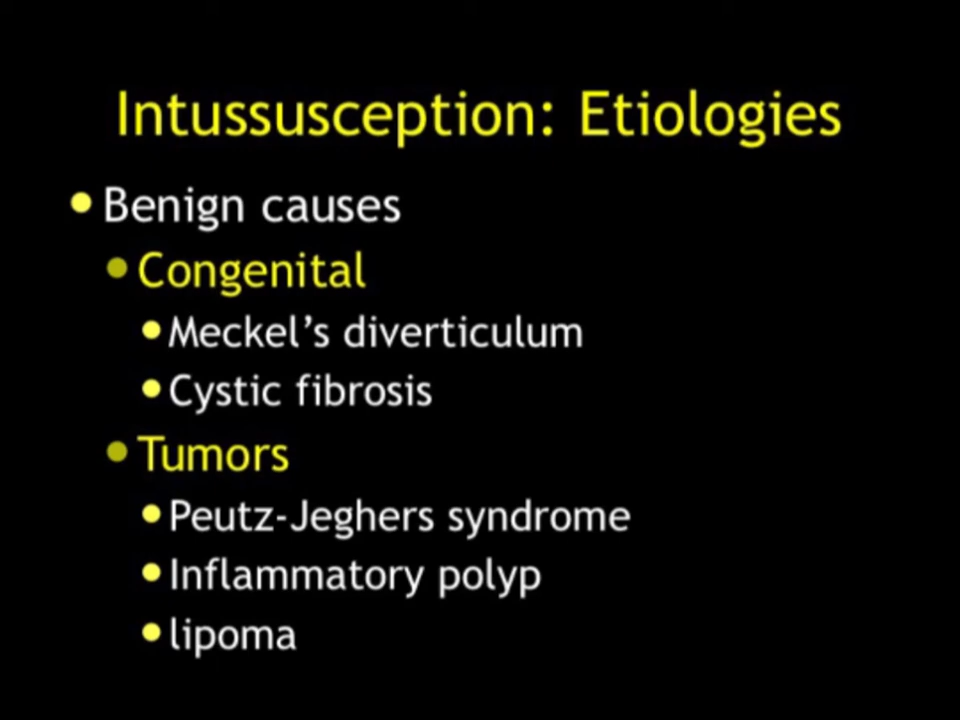 Intussusception: Etiologies
Benign causes
Congenital
Meckel’s diverticulum
Cystic fibrosis
Tumors
Peutz-Jeghers syndrome
Inflammatory polyp
lipoma